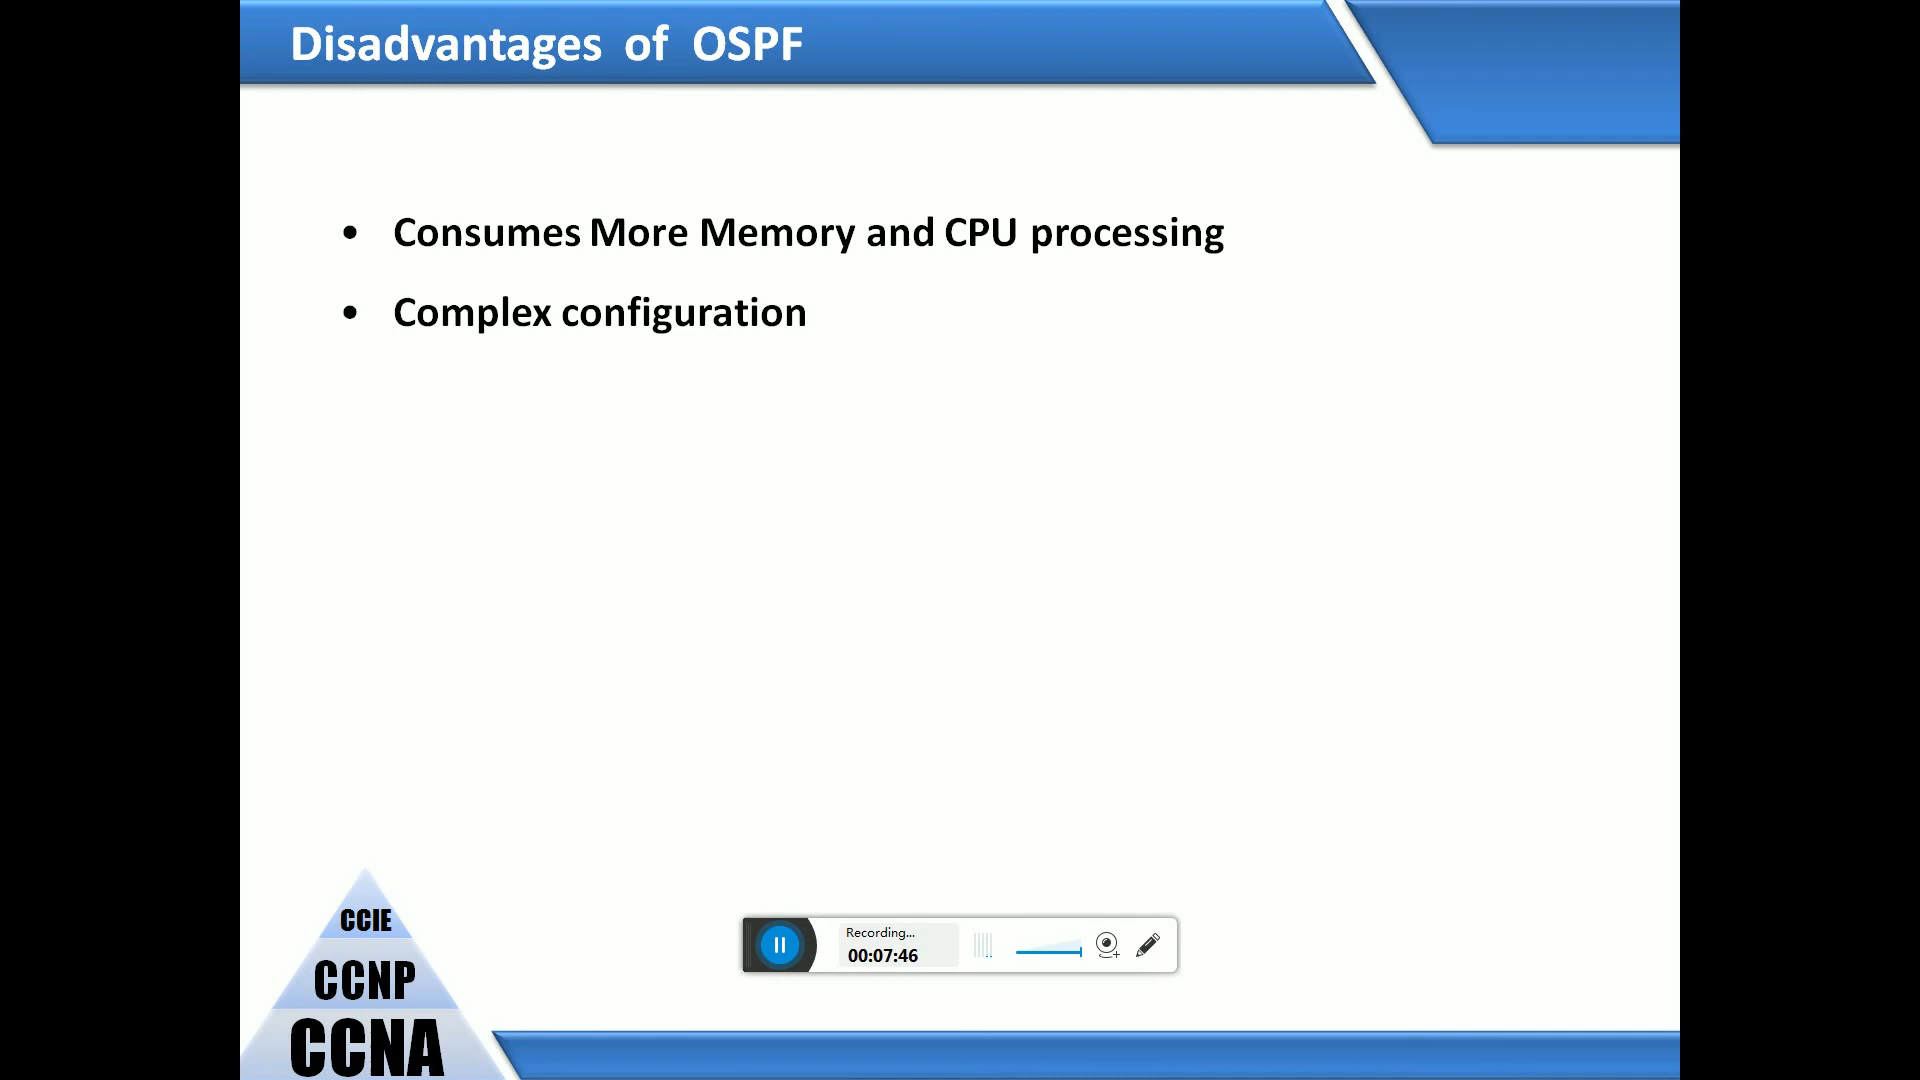 Disadvantages of OSPF
• Consumes More Memory and CPU processing
• Complex configuration
CCIE
CCNP
CCNA
Recording...
00:07:46